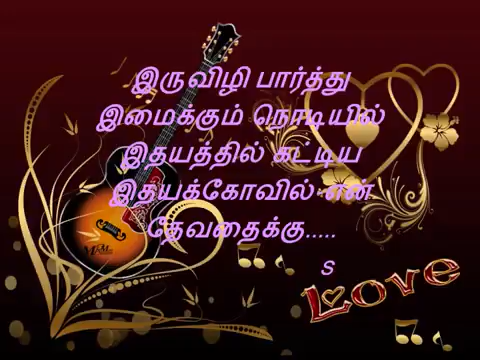 இருவிழி பார்த்து
இமைக்கும் நொடியில்
இதயத்தில் கட்டிய
இதயக்கோவில் என்
தேவதைக்கு.....
s
Love